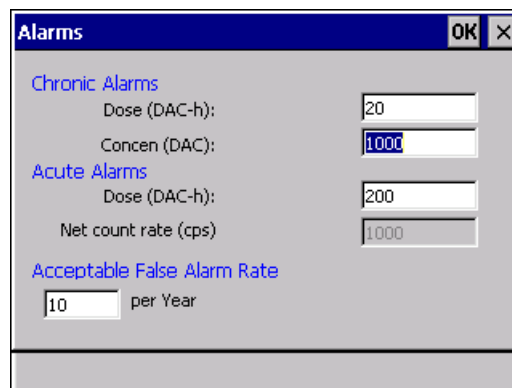 Alarms OK ×
Chronic Alarms
Dose (DAC-h): 20
Concen (DAC): 1000
Acute Alarms
Dose (DAC-h): 200
Net count rate (cps) 1000
Acceptable False Alarm Rate
10 per Year